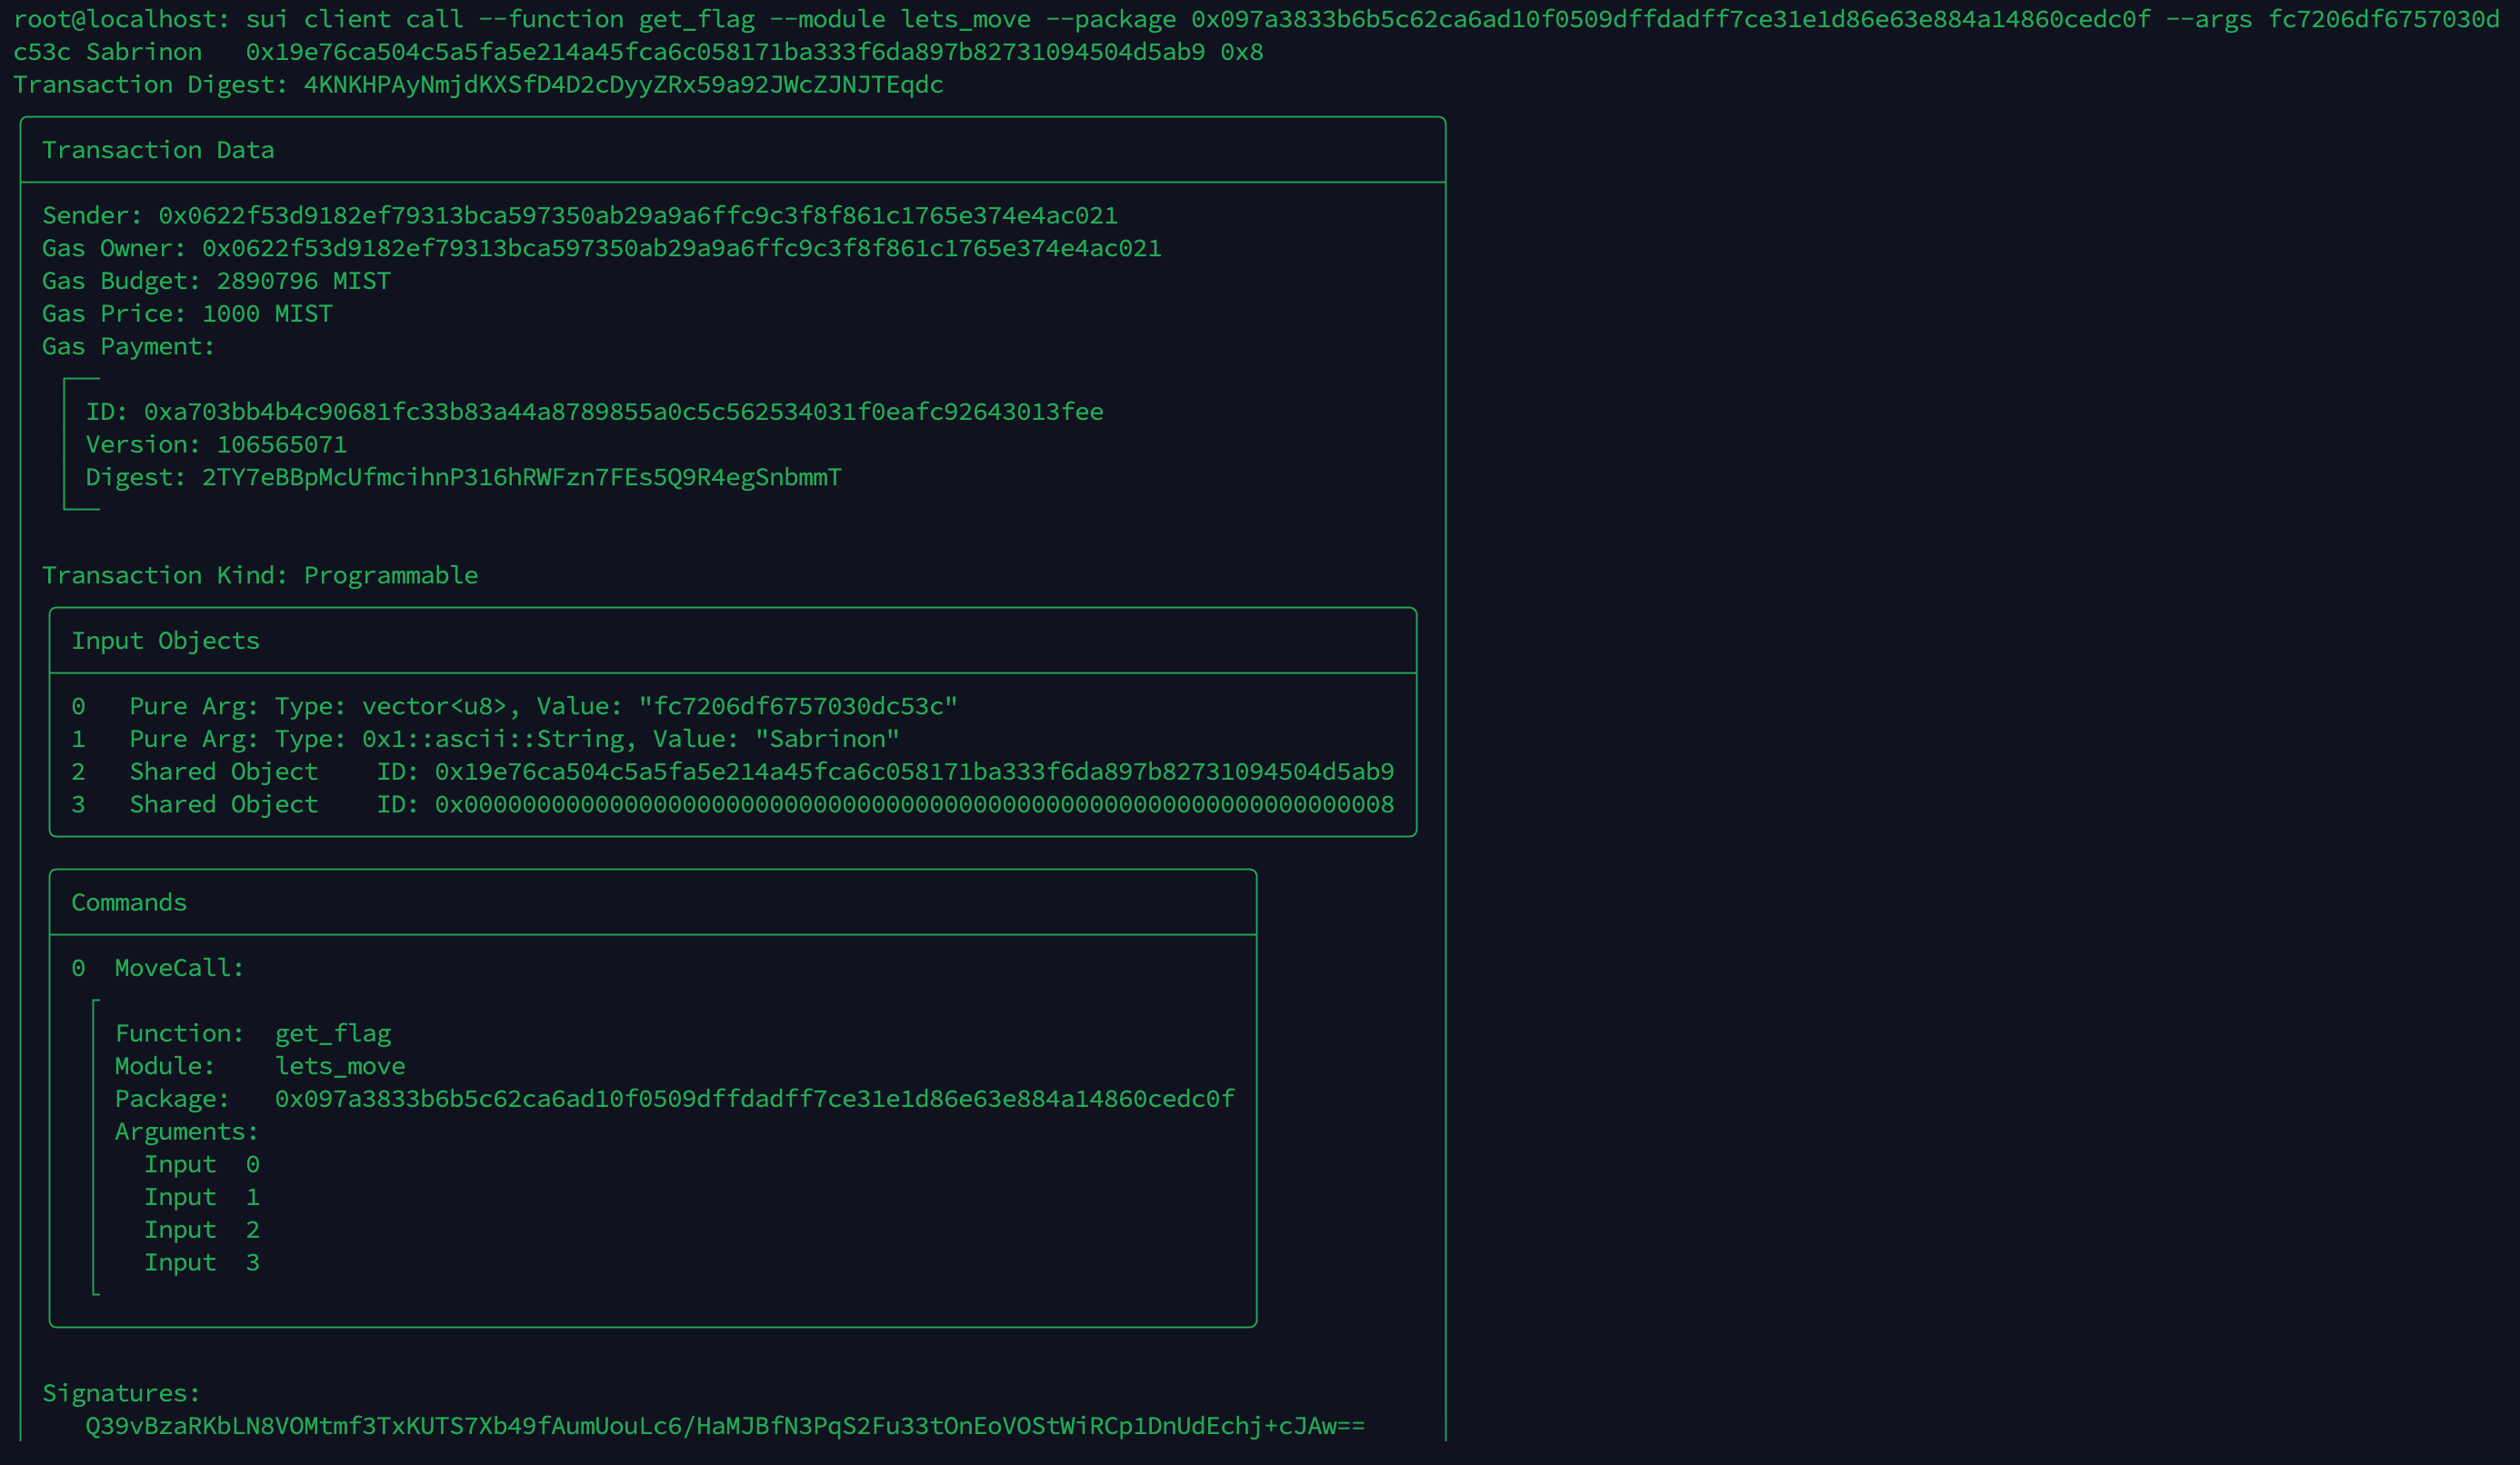 root@localhost: sui client call --function get_flag --module lets_move --package 0x097a3833b6b5c62ca6ad10f0509dffdadff7ce31e1d86e63e884a14860cedc0f --args fc7206df6757030d
c53c Sabrinon   0x19e76ca504c5a5fa5e214a45fca6c058171ba333f6da897b82731094504d5ab9 0x8
Transaction Digest: 4KNKHPAyNmjdKXSfD4D2cDyyZRx59a92JWcZJNJTEqdc
Transaction Data
Sender: 0x0622f53d9182ef79313bca597350ab29a9a6ffc9c3f8f861c1765e374e4ac021
Gas Owner: 0x0622f53d9182ef79313bca597350ab29a9a6ffc9c3f8f861c1765e374e4ac021
Gas Budget: 2890796 MIST
Gas Price: 1000 MIST
Gas Payment:
ID: 0xa703bb4b4c90681fc33b83a44a8789855a0c5c562534031f0eafc92643013fee
Version: 106565071
Digest: 2TY7eBBpMcUfmcihnP316hRWFzn7FEs5Q9R4egSnbmmT
Transaction Kind: Programmable
Input Objects
0   Pure Arg: Type: vector<u8>, Value: "fc7206df6757030dc53c"
1   Pure Arg: Type: 0x1::ascii::String, Value: "Sabrinon"
2   Shared Object    ID: 0x19e76ca504c5a5fa5e214a45fca6c058171ba333f6da897b82731094504d5ab9
3   Shared Object    ID: 0x0000000000000000000000000000000000000000000000000000000000000008
Commands
0  MoveCall:
Function:  get_flag
Module:    lets_move
Package:   0x097a3833b6b5c62ca6ad10f0509dffdadff7ce31e1d86e63e884a14860cedc0f
Arguments:
Input  0
Input  1
Input  2
Input  3
Signatures:
Q39vBzaRKbLN8VOMtmf3TxKUTS7Xb49fAumUouLc6/HaMJBfN3PqS2Fu33tOnEoVOStWiRCp1DnUdEchj+cJAw==